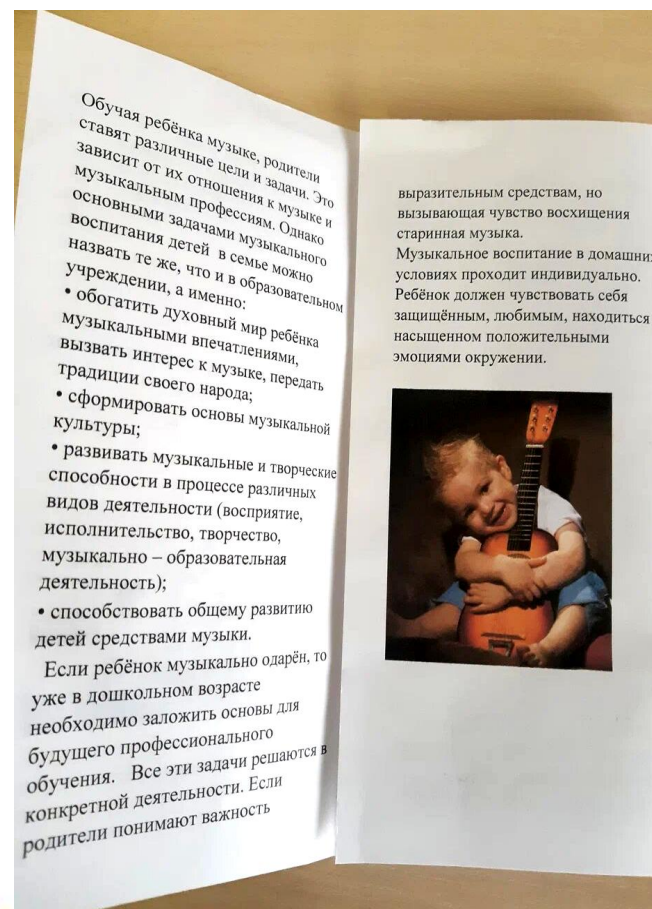 Обучая ребёнка музыке, родители
ставят различные цели и задачи. Это
зависит от их отношения к музыке и
музыкальным профессиям. Однако
основными задачами музыкального
воспитания детей в семье можно
назвать те же, что и в образовательном
учреждении, а именно:
• обогатить духовный мир ребёнка
музыкальными впечатлениями,
вызвать интерес к музыке, передать
традиции своего народа;
• сформировать основы музыкальной
культуры;
• развивать музыкальные и творческие
способности в процессе различных
видов деятельности (восприятие,
исполнительство, творчество,
музыкально – образовательная
деятельность);
• способствовать общему развитию
детей средствами музыки.
Если ребёнок музыкально одарён, то
уже в дошкольном возрасте
необходимо заложить основы для
будущего профессионального
обучения. Все эти задачи решаются в
конкретной деятельности. Если
родители понимают важность
выразительным средствам, но
вызывающая чувство восхищения
старинная музыка.
Музыкальное воспитание в домашних
условиях проходит индивидуально.
Ребёнок должен чувствовать себя
защищённым, любимым, находиться
насыщенном положительными
эмоциями окружении.